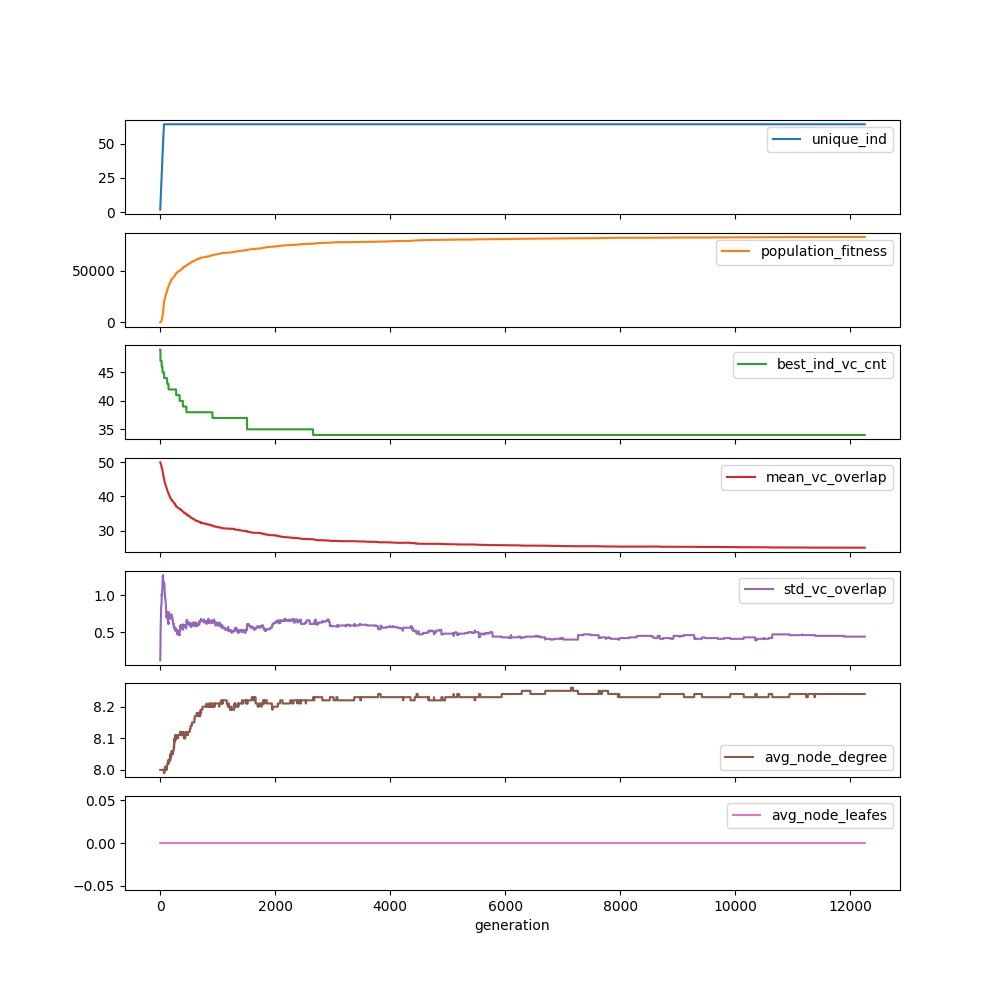 50
25
0
unique_ind
50000
0
population_fitness
45
40
35
best_ind_vc_cnt
50
40
30
mean_vc_overlap
1.0
0.5
std_vc_overlap
8.2
8.1
8.0
avg_node_degree
0.05
0.00
−0.05
avg_node_leafes
0 2000 4000 6000 8000 10000 12000
generation